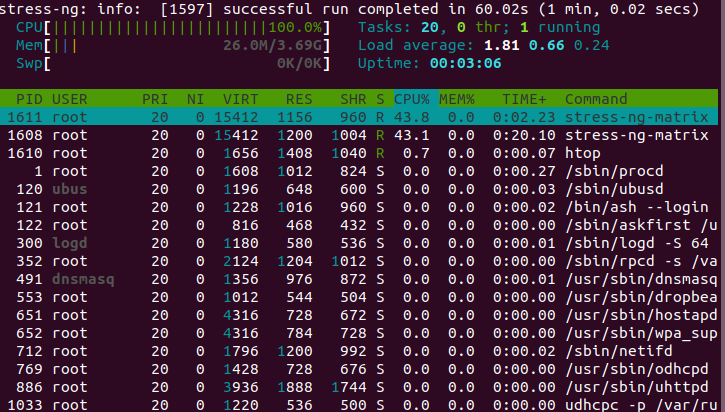 stress-ng: info:  [1597] successful run completed in 60.02s (1 min, 0.02 secs)
CPU[||||||||||||||||||||||||100.0%]   Tasks: 20, 0 thr; 1 running
Mem[|||                26.0M/3.69G]   Load average: 1.81 0.66 0.24
Swp[                         0K/0K]   Uptime: 00:03:06
PID USER      PRI  NI  VIRT   RES   SHR S CPU% MEM%   TIME+  Command
1611 root       20   0 15412  1156   960 R 43.8  0.0  0:02.23 stress-ng-matrix
1608 root       20   0 15412  1200  1004 R 43.1  0.0  0:20.10 stress-ng-matrix
1610 root       20   0  1656  1408  1040 R  0.7  0.0  0:00.07 htop
1 root       20   0  1608  1012   824 S  0.0  0.0  0:00.27 /sbin/procd
120 ubus       20   0  1196   648   600 S  0.0  0.0  0:00.03 /sbin/ubusd
121 root       20   0  1228  1016   960 S  0.0  0.0  0:00.02 /bin/ash --login
122 root       20   0   816   468   432 S  0.0  0.0  0:00.00 /sbin/askfirst /u
300 logd       20   0  1180   580   536 S  0.0  0.0  0:00.01 /sbin/logd -S 64
352 root       20   0  2124  1204  1012 S  0.0  0.0  0:00.00 /sbin/rpcd -s /va
491 dnsmasq    20   0  1356   976   872 S  0.0  0.0  0:00.01 /usr/sbin/dnsmasq
553 root       20   0  1012   544   504 S  0.0  0.0  0:00.00 /usr/sbin/dropbea
651 root       20   0  4316   728   672 S  0.0  0.0  0:00.00 /usr/sbin/hostapd
652 root       20   0  4316   784   728 S  0.0  0.0  0:00.00 /usr/sbin/wpa_sup
712 root       20   0  1796  1200   992 S  0.0  0.0  0:00.02 /sbin/netifd
769 root       20   0  1428   728   676 S  0.0  0.0  0:00.00 /usr/sbin/odhcpd
886 root       20   0  3936  1888  1744 S  0.0  0.0  0:00.00 /usr/sbin/uhttpd
1033 root       20   0  1220   536   500 S  0.0  0.0  0:00.00 udhcpc -p /var/ru